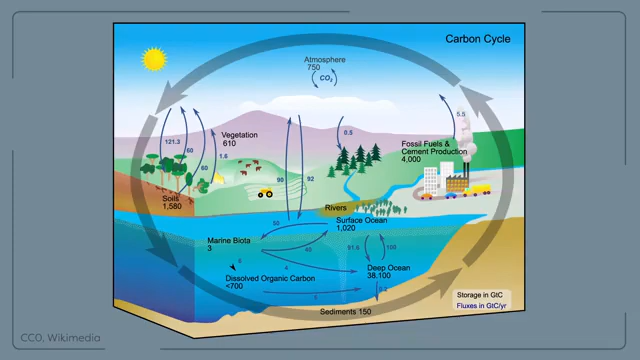 Carbon Cycle
Atmosphere
750
CO₂
5.5
121.3
60
60
Vegetation
610
1.6
0.5
Fossil Fuels &
Cement Production
4,000
90
92
Soils
1,580
Rivers
Surface Ocean
1,020
50
Marine Biota
3
40
91.6
100
6
4
Deep Ocean
38,100
Dissolved Organic Carbon
<700
6
0.2
Sediments 150
Storage in GtC
Fluxes in GtC/yr
CC0, Wikimedia